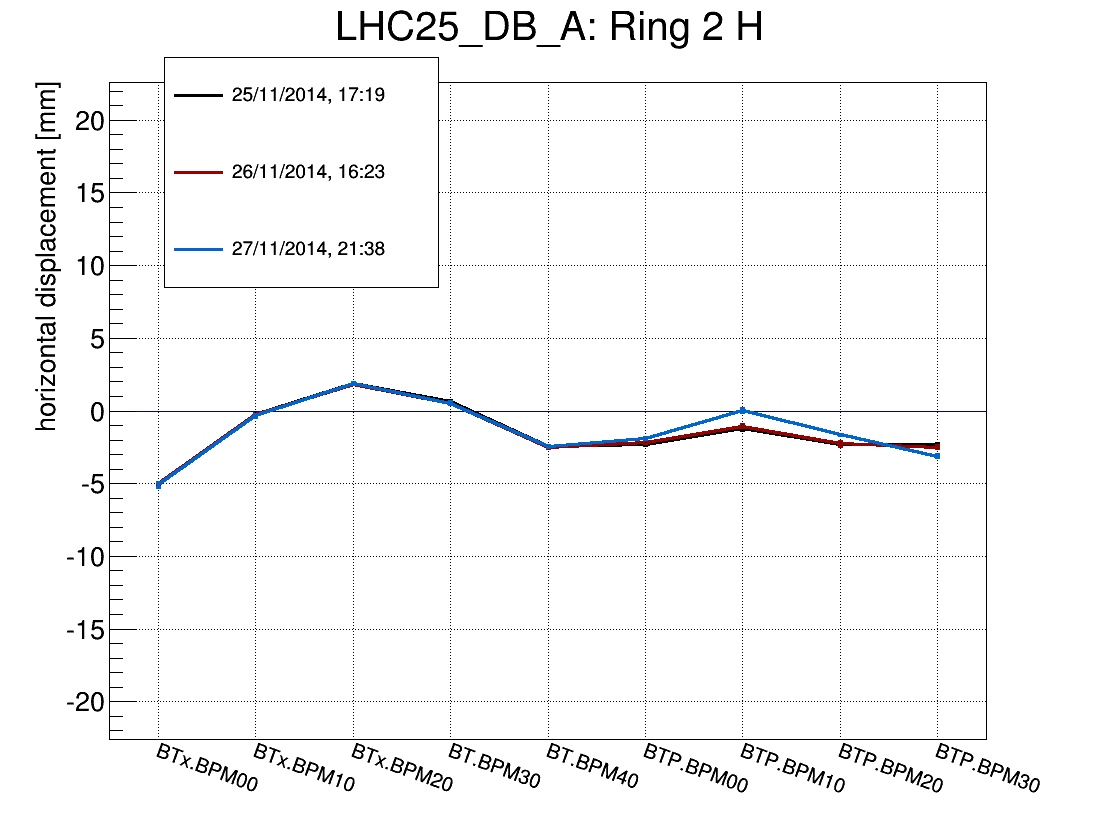 LHC25_DB_A: Ring 2 H
horizontal displacement [mm]
25/11/2014, 17:19
26/11/2014, 16:23
27/11/2014, 21:38
20
15
10
5
0
-5
-10
-15
-20
BTx.BPM00
BTx.BPM10
BTx.BPM20
BT.BPM30
BT.BPM40
BTP.BPM00
BTP.BPM10
BTP.BPM20
BTP.BPM30